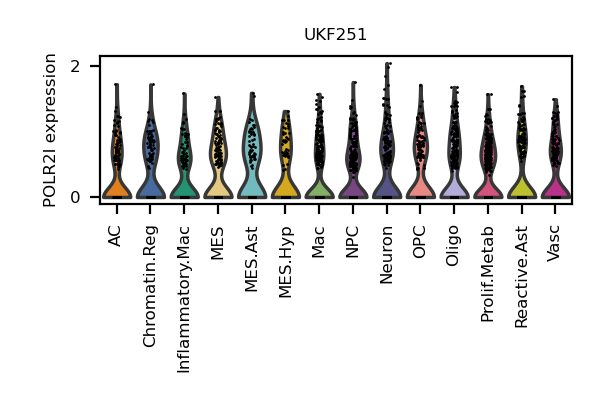 UKF251
POLR2I expression
2
0
AC
Chromatin.Reg
Inflammatory.Mac
MES
MES.Ast
MES.Hyp
Mac
NPC
Neuron
OPC
Oligo
Prolif.Metab
Reactive.Ast
Vasc